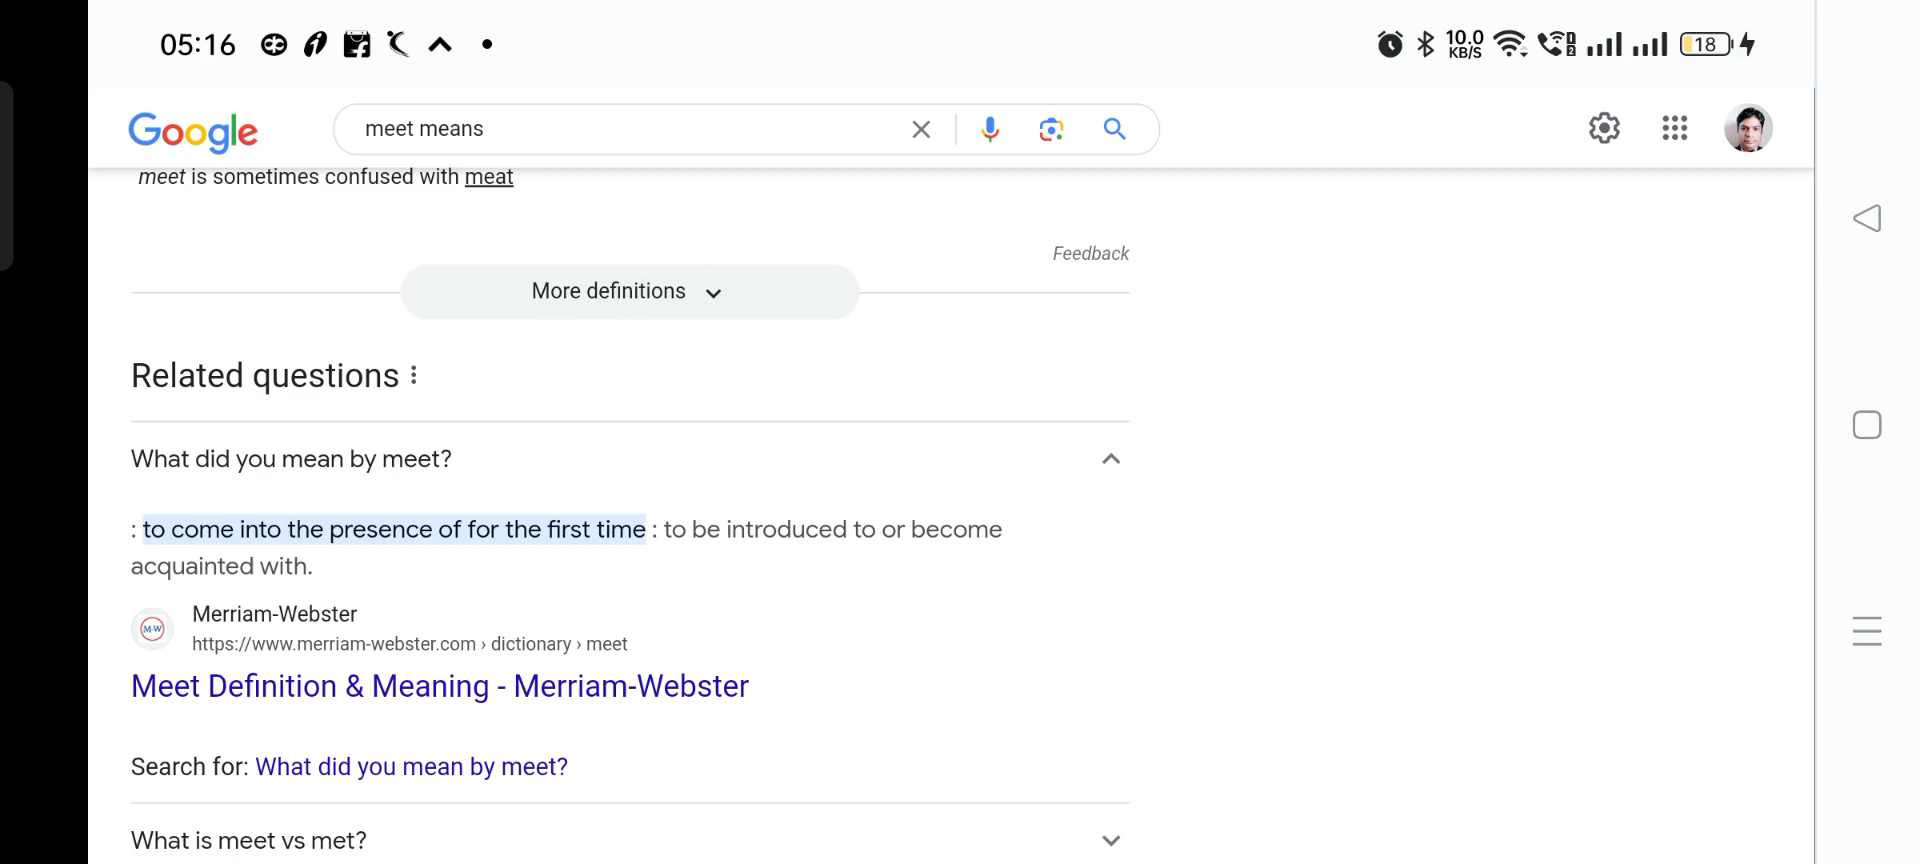 05:16 10.0 KB/S 18
Google meet means
meet is sometimes confused with meat
Feedback
More definitions
Related questions
What did you mean by meet?
: to come into the presence of for the first time : to be introduced to or become
acquainted with.
M-W Merriam-Webster
https://www.merriam-webster.com › dictionary › meet
Meet Definition & Meaning - Merriam-Webster
Search for: What did you mean by meet?
What is meet vs met?